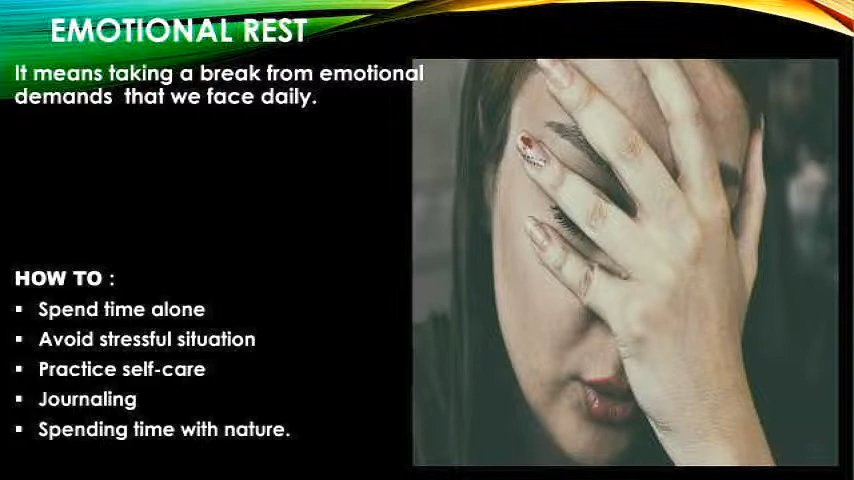 EMOTIONAL REST
It means taking a break from emotional
demands  that we face daily.
HOW TO :
▪ Spend time alone
▪ Avoid stressful situation
▪ Practice self-care
▪ Journaling
▪ Spending time with nature.